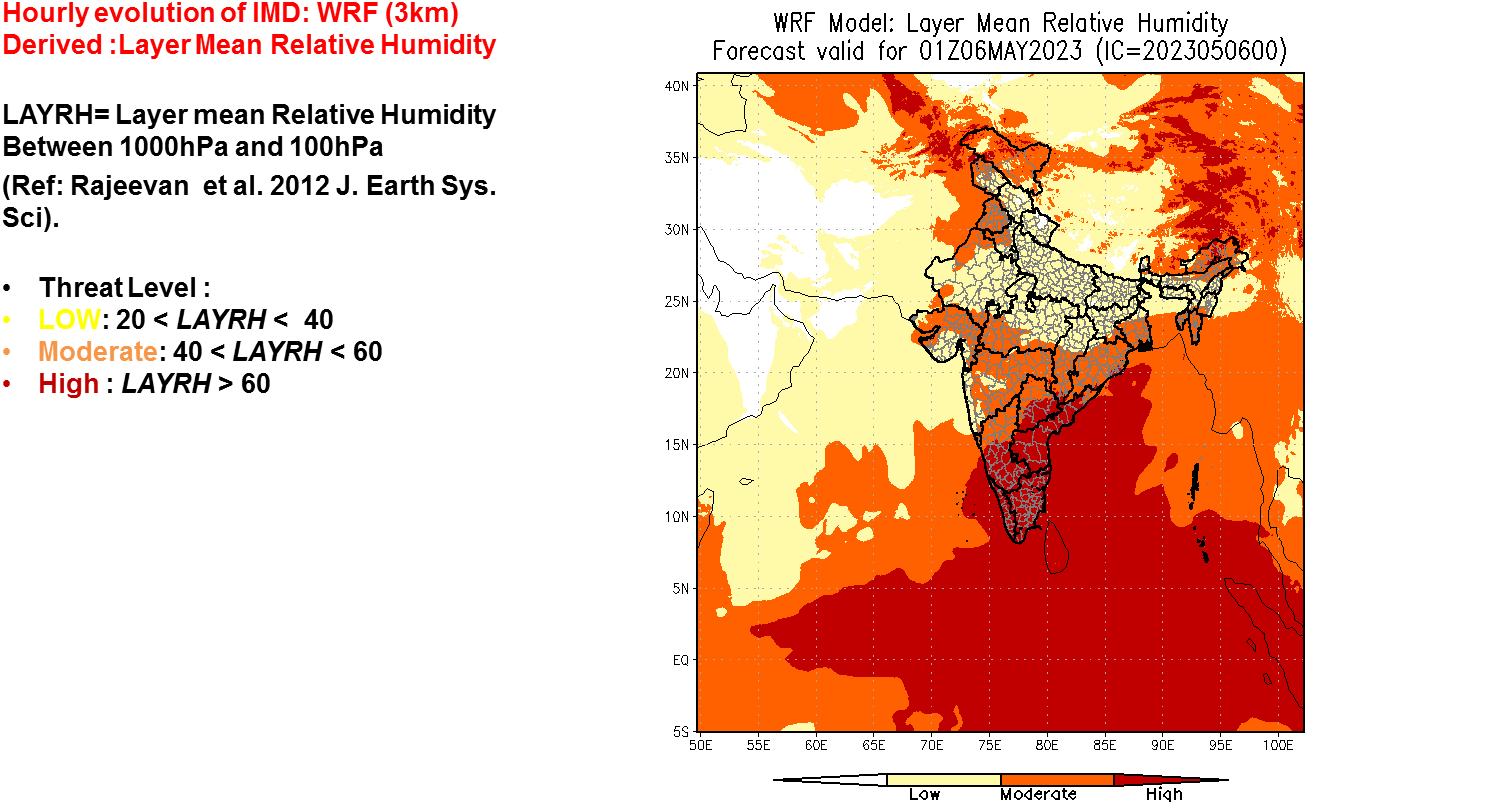 Hourly evolution of IMD: WRF (3km)
Derived :Layer Mean Relative Humidity
LAYRH= Layer mean Relative Humidity
Between 1000hPa and 100hPa
(Ref: Rajeevan et al. 2012 J. Earth Sys.
Sci).
• Threat Level :
• LOW: 20 < LAYRH < 40
• Moderate: 40 < LAYRH < 60
• High : LAYRH > 60
WRF Model: Layer Mean Relative Humidity
Forecast valid for 01Z06MAY2023 (IC=2023050600)
40N
35N
30N
25N
20N
15N
10N
5N
EQ
5S
50E 55E 60E 65E 70E 75E 80E 85E 90E 95E 100E
Low Moderate High